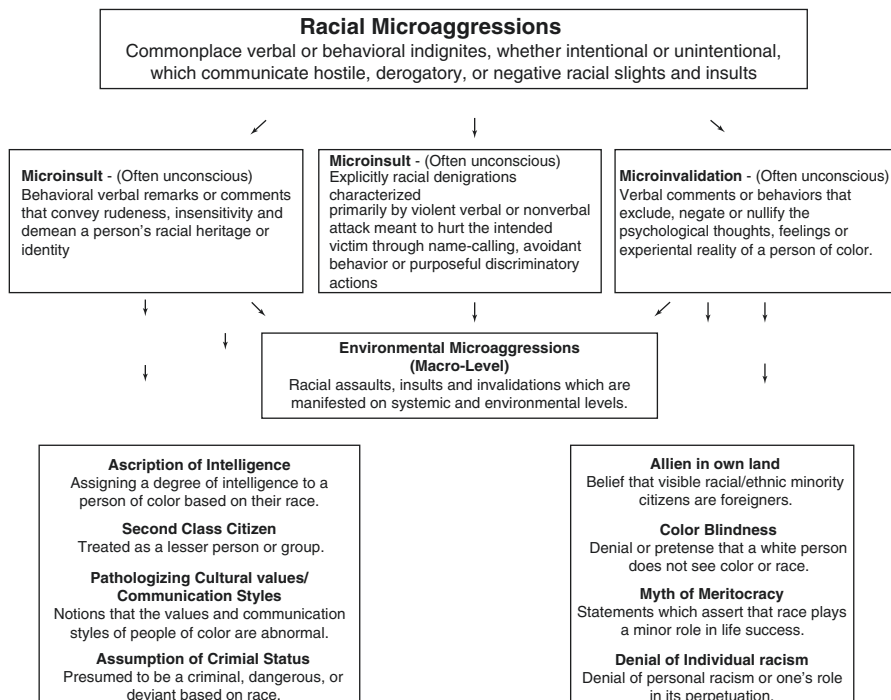 Racial Microaggressions
Commonplace verbal or behavioral indignites, whether intentional or unintentional,
which communicate hostile, derogatory, or negative racial slights and insults
Microinsult - (Often unconscious)
Behavioral verbal remarks or comments
that convey rudeness, insensitivity and
demean a person's racial heritage or
identity
Microinsult - (Often unconscious)
Explicitly racial denigrations
characterized
primarily by violent verbal or nonverbal
attack meant to hurt the intended
victim through name-calling, avoidant
behavior or purposeful discriminatory
actions
Microinvalidation - (Often unconscious)
Verbal comments or behaviors that
exclude, negate or nullify the
psychological thoughts, feelings or
experiential reality of a person of color.
Environmental Microaggressions
(Macro-Level)
Racial assaults, insults and invalidations which are
manifested on systemic and environmental levels.
Ascription of Intelligence
Assigning a degree of intelligence to a
person of color based on their race.
Second Class Citizen
Treated as a lesser person or group.
Pathologizing Cultural values/
Communication Styles
Notions that the values and communication
styles of people of color are abnormal.
Assumption of Crimial Status
Presumed to be a criminal, dangerous, or
deviant based on race.
Allien in own land
Belief that visible racial/ethnic minority
citizens are foreigners.
Color Blindness
Denial or pretense that a white person
does not see color or race.
Myth of Meritocracy
Statements which assert that race plays
a minor role in life success.
Denial of Individual racism
Denial of personal racism or one's role
in its perpetuation.